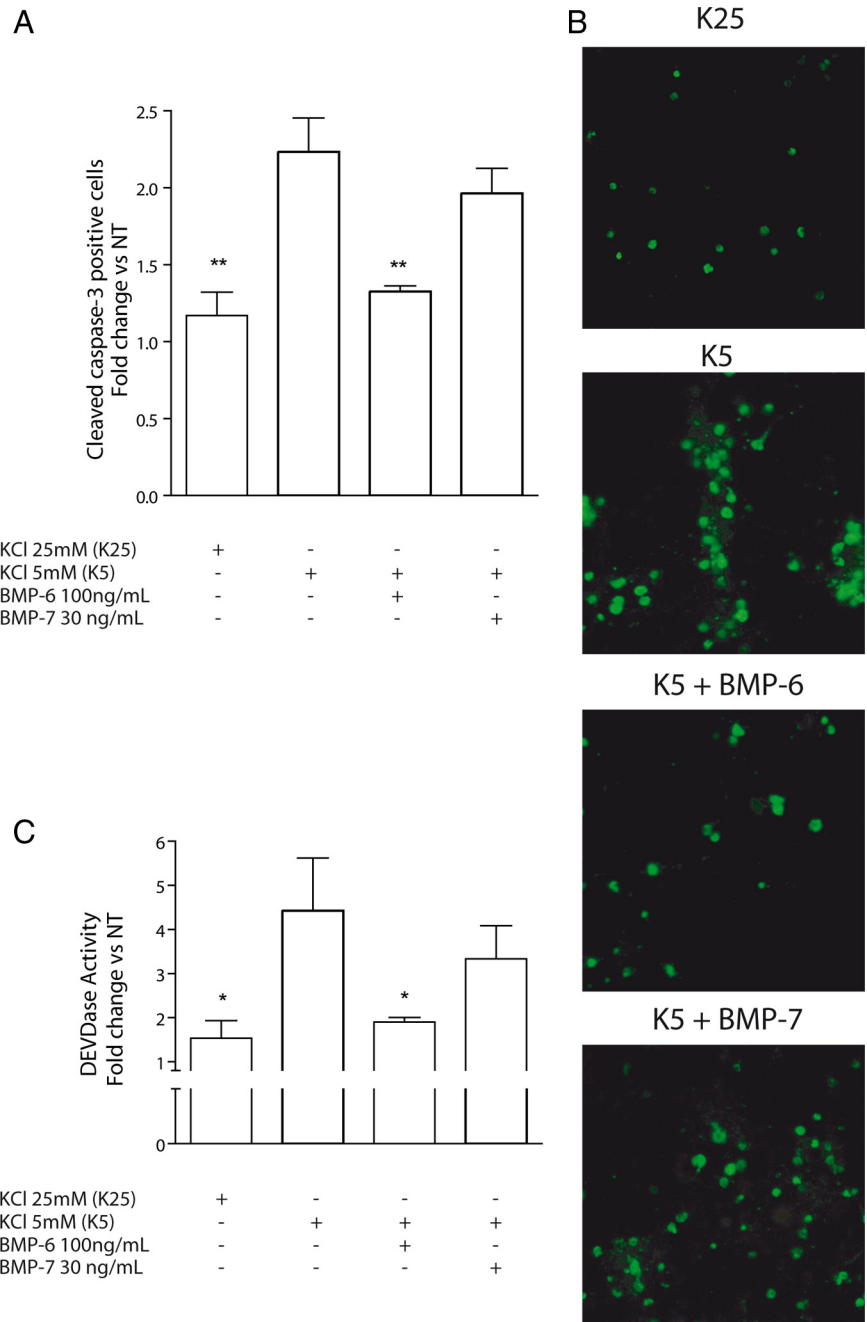 A
B
K25
2.5
2.0
1.5
1.0
0.5
0.0
Cleaved caspase-3 positive cells
Fold change vs NT
**
**
KCl 25mM (K25) + - - -
KCl 5mM (K5) - + + +
BMP-6 100ng/mL - - + -
BMP-7 30 ng/mL - - - +
K5
K5 + BMP-6
C
6
5
4
3
2
1
0
DEVDase Activity
Fold change vs NT
*
*
KCl 25mM (K25) + - - -
KCl 5mM (K5) - + + +
BMP-6 100ng/mL - - + -
BMP-7 30 ng/mL - - - +
K5 + BMP-7